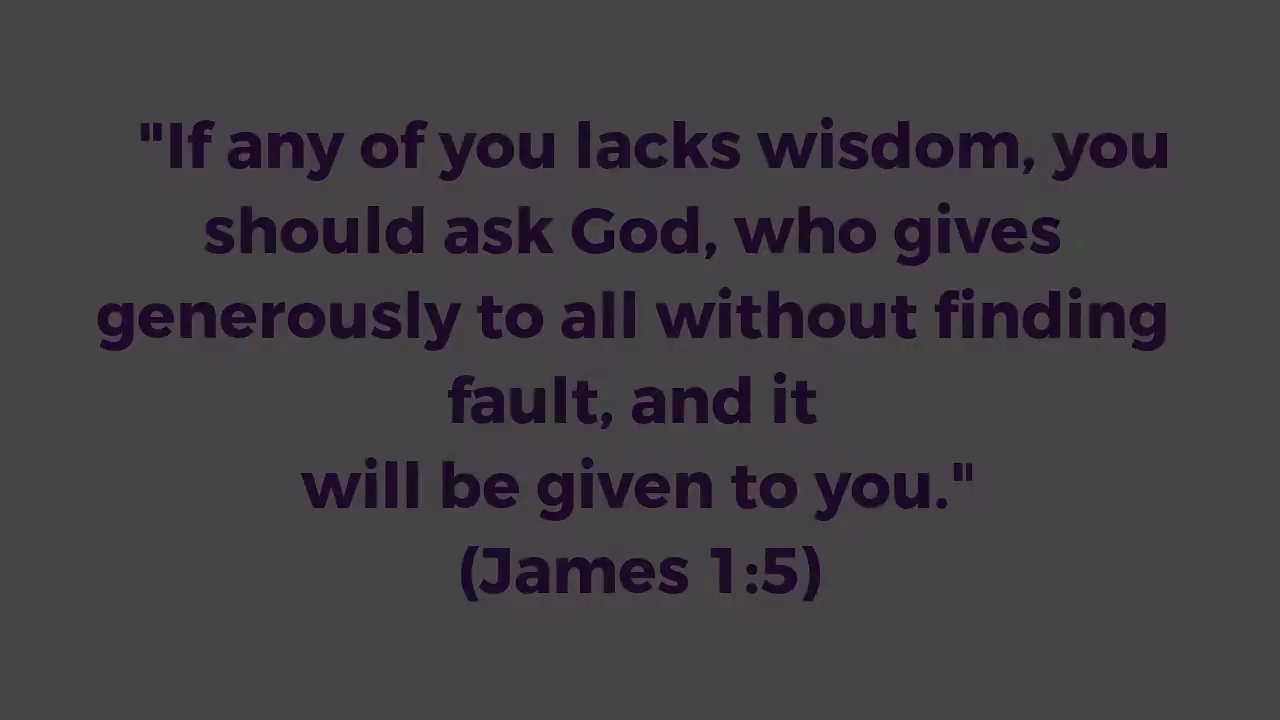 "If any of you lacks wisdom, you
should ask God, who gives
generously to all without finding
fault, and it
will be given to you."
(James 1:5)